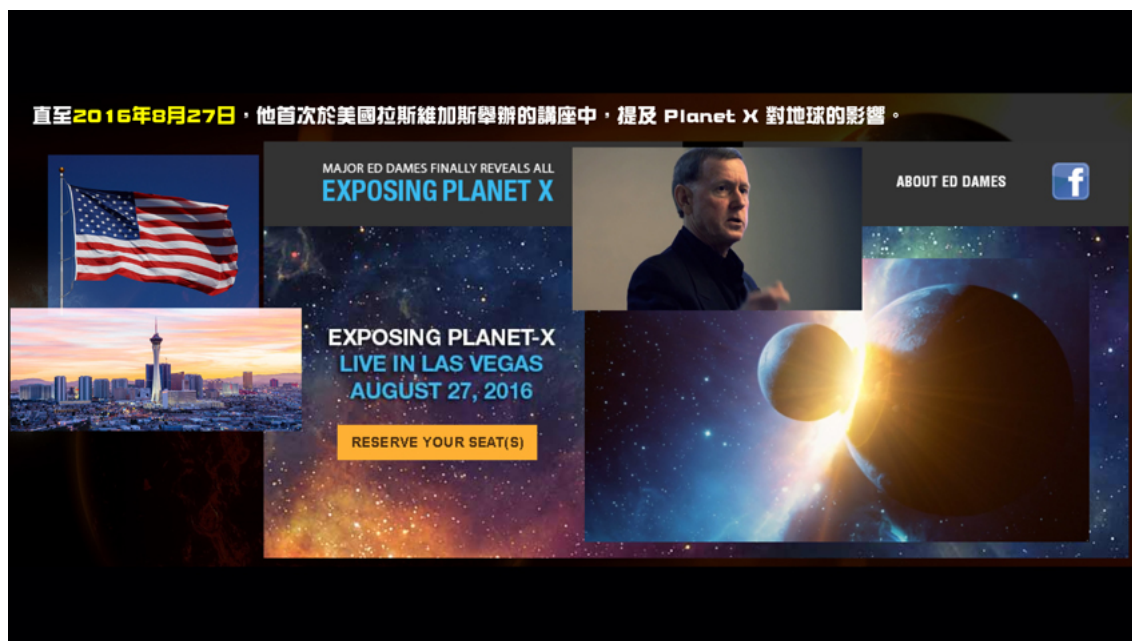 直至2016年8月27日，他首次於美國拉斯維加斯舉辦的講座中，提及 Planet X 對地球的影響。
MAJOR ED DAMES FINALLY REVEALS ALL
EXPOSING PLANET X
ABOUT ED DAMES
f
EXPOSING PLANET-X
LIVE IN LAS VEGAS
AUGUST 27, 2016
RESERVE YOUR SEAT(S)